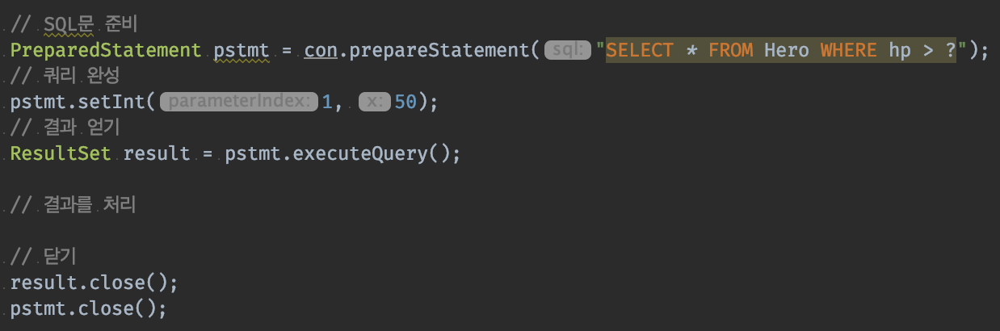 // SQL문 준비
PreparedStatement pstmt = con.prepareStatement( sql: "SELECT * FROM Hero WHERE hp > ?");
// 쿼리 완성
pstmt.setInt( parameterIndex: 1, x: 50);
// 결과 얻기
ResultSet result = pstmt.executeQuery();
// 결과를 처리
// 닫기
result.close();
pstmt.close();